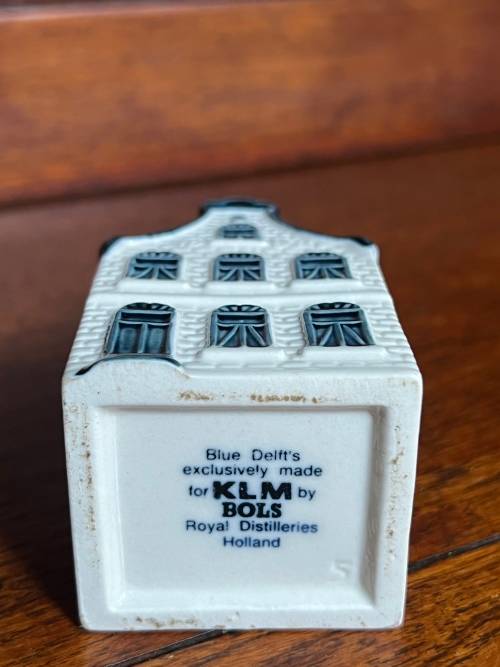 Blue Delft's
exclusively made
for KLM by
BOLS
Royal Distilleries
Holland
5